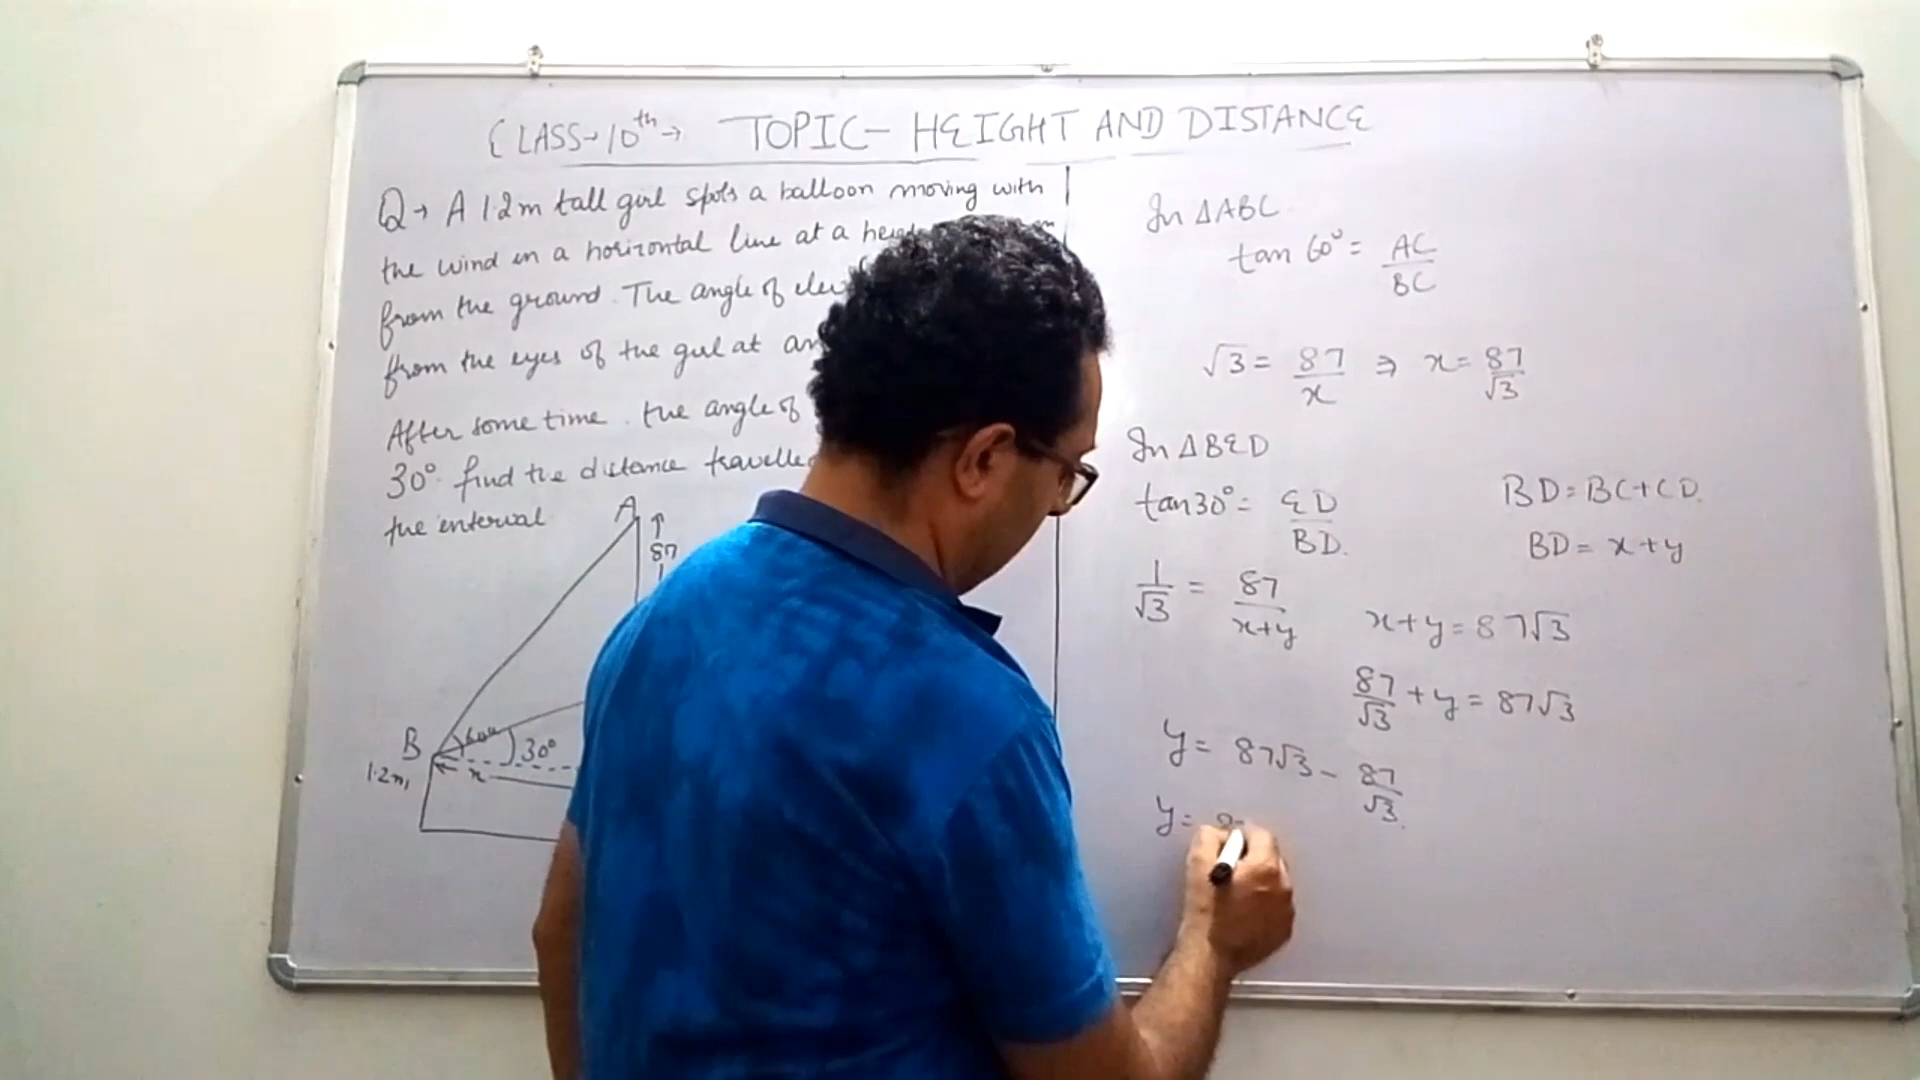 CLASS→10th→ TOPIC- HEIGHT AND DISTANCE
Q→ A 1.2m tall girl spots a balloon moving with
the wind in a horizontal line at a
from the ground. The angle of
from the eyes of the girl at
After some time. the angle of
30°. find the distance
the interval
A
87
B
60°
30°
1.2m
x
In ΔABC
tan 60° = AC/BC
√3 = 87/x ⇒ x = 87/√3
In ΔBED
tan30° = ED/BD.
BD = BC+CD.
BD = x+y
1/√3 = 87/x+y
x+y = 87√3
87/√3 + y = 87√3
y = 87√3 - 87/√3.
y =